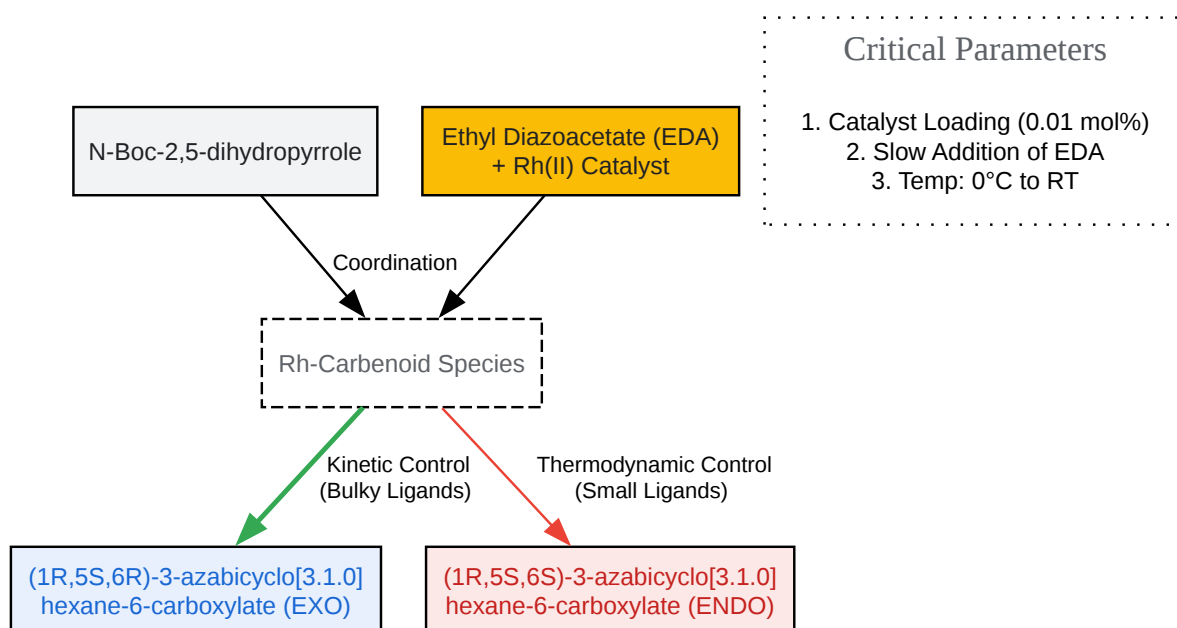 Critical Parameters
1. Catalyst Loading (0.01 mol%)
2. Slow Addition of EDA
3. Temp: 0°C to RT
N-Boc-2,5-dihydropyrrole
Ethyl Diazoacetate (EDA)
+ Rh(II) Catalyst
Coordination
Rh-Carbenoid Species
Kinetic Control
(Bulky Ligands)
Thermodynamic Control
(Small Ligands)
(1R,5S,6R)-3-azabicyclo[3.1.0]
hexane-6-carboxylate (EXO)
(1R,5S,6S)-3-azabicyclo[3.1.0]
hexane-6-carboxylate (ENDO)